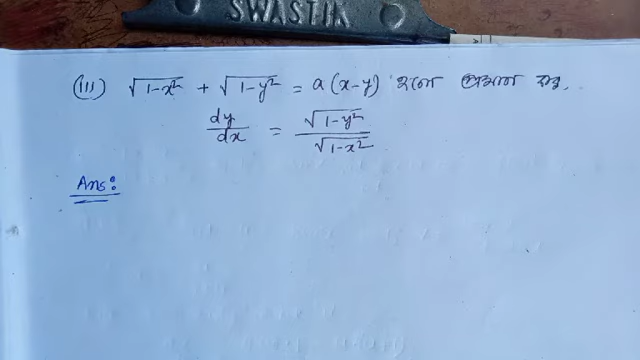 SWASTIK
(iii) √1-x² + √1-y² = a(x-y) হলে প্রমাণ কর,
dy/dx = √1-y²/√1-x²
Ans: